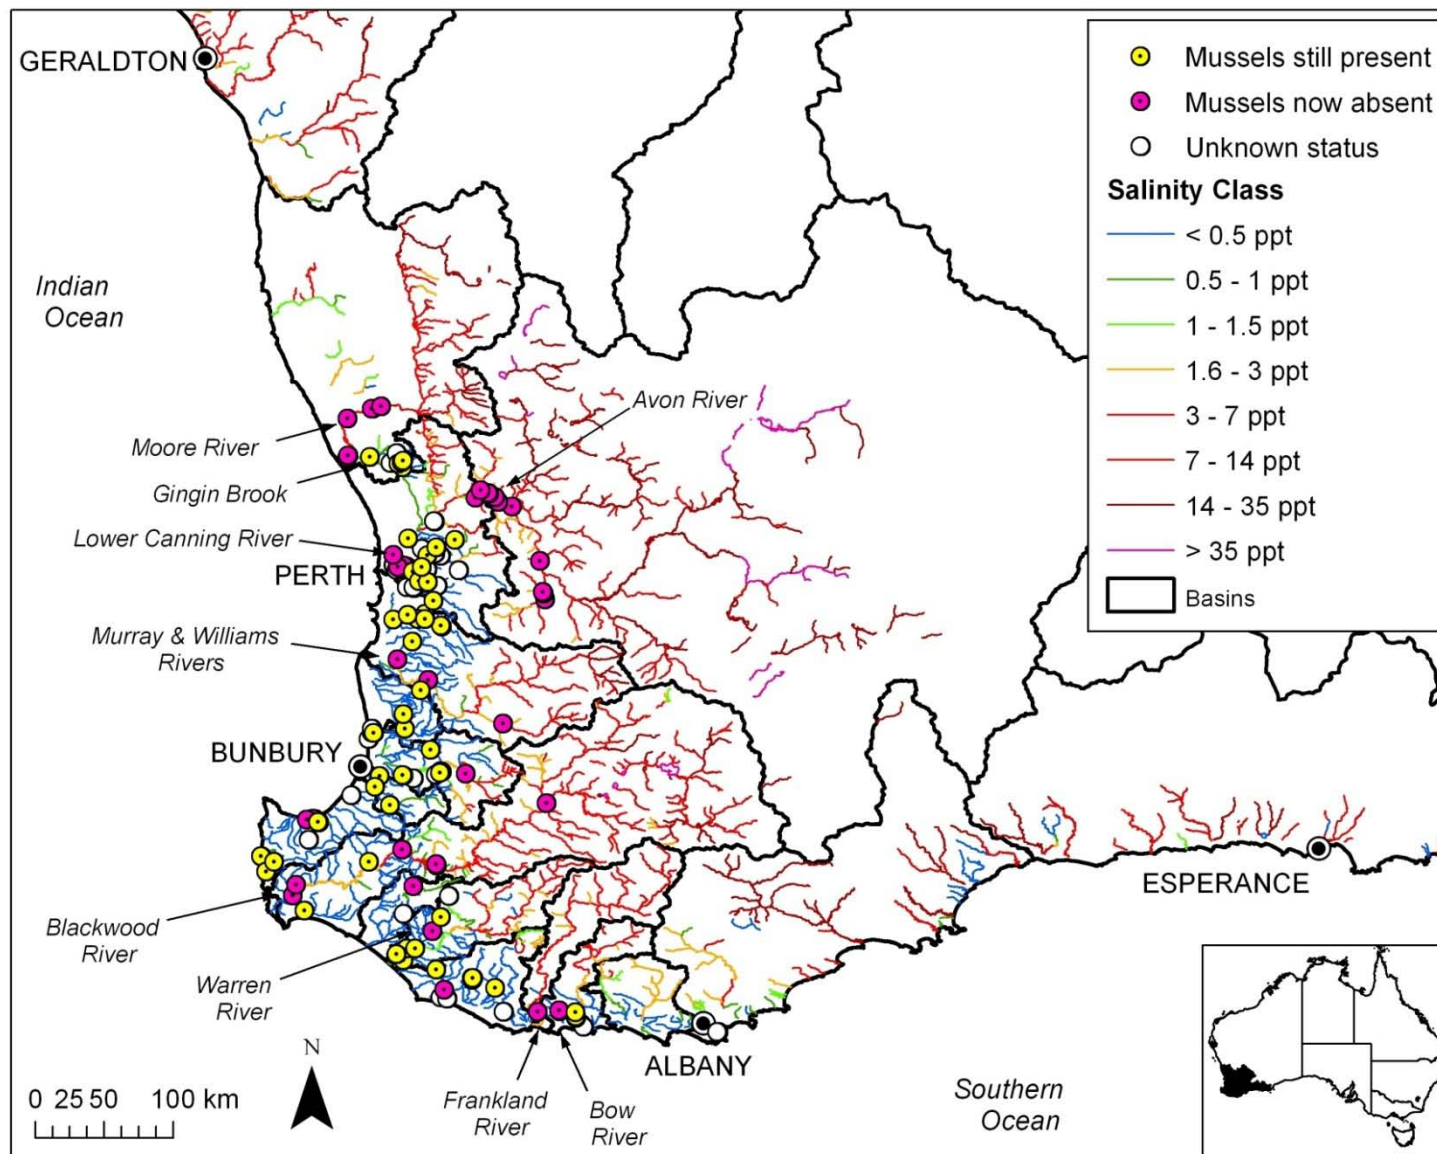 GERALDTON
Mussels still present
Mussels now absent
Unknown status
Salinity Class
< 0.5 ppt
0.5 - 1 ppt
1 - 1.5 ppt
1.6 - 3 ppt
3 - 7 ppt
7 - 14 ppt
14 - 35 ppt
> 35 ppt
Basins
Indian
Ocean
Avon River
Moore River
Gingin Brook
Lower Canning River
PERTH
Murray & Williams
Rivers
BUNBURY
ESPERANCE
Blackwood
River
Warren
River
N
ALBANY
0 25 50 100 km
Frankland
River
Bow
River
Southern
Ocean